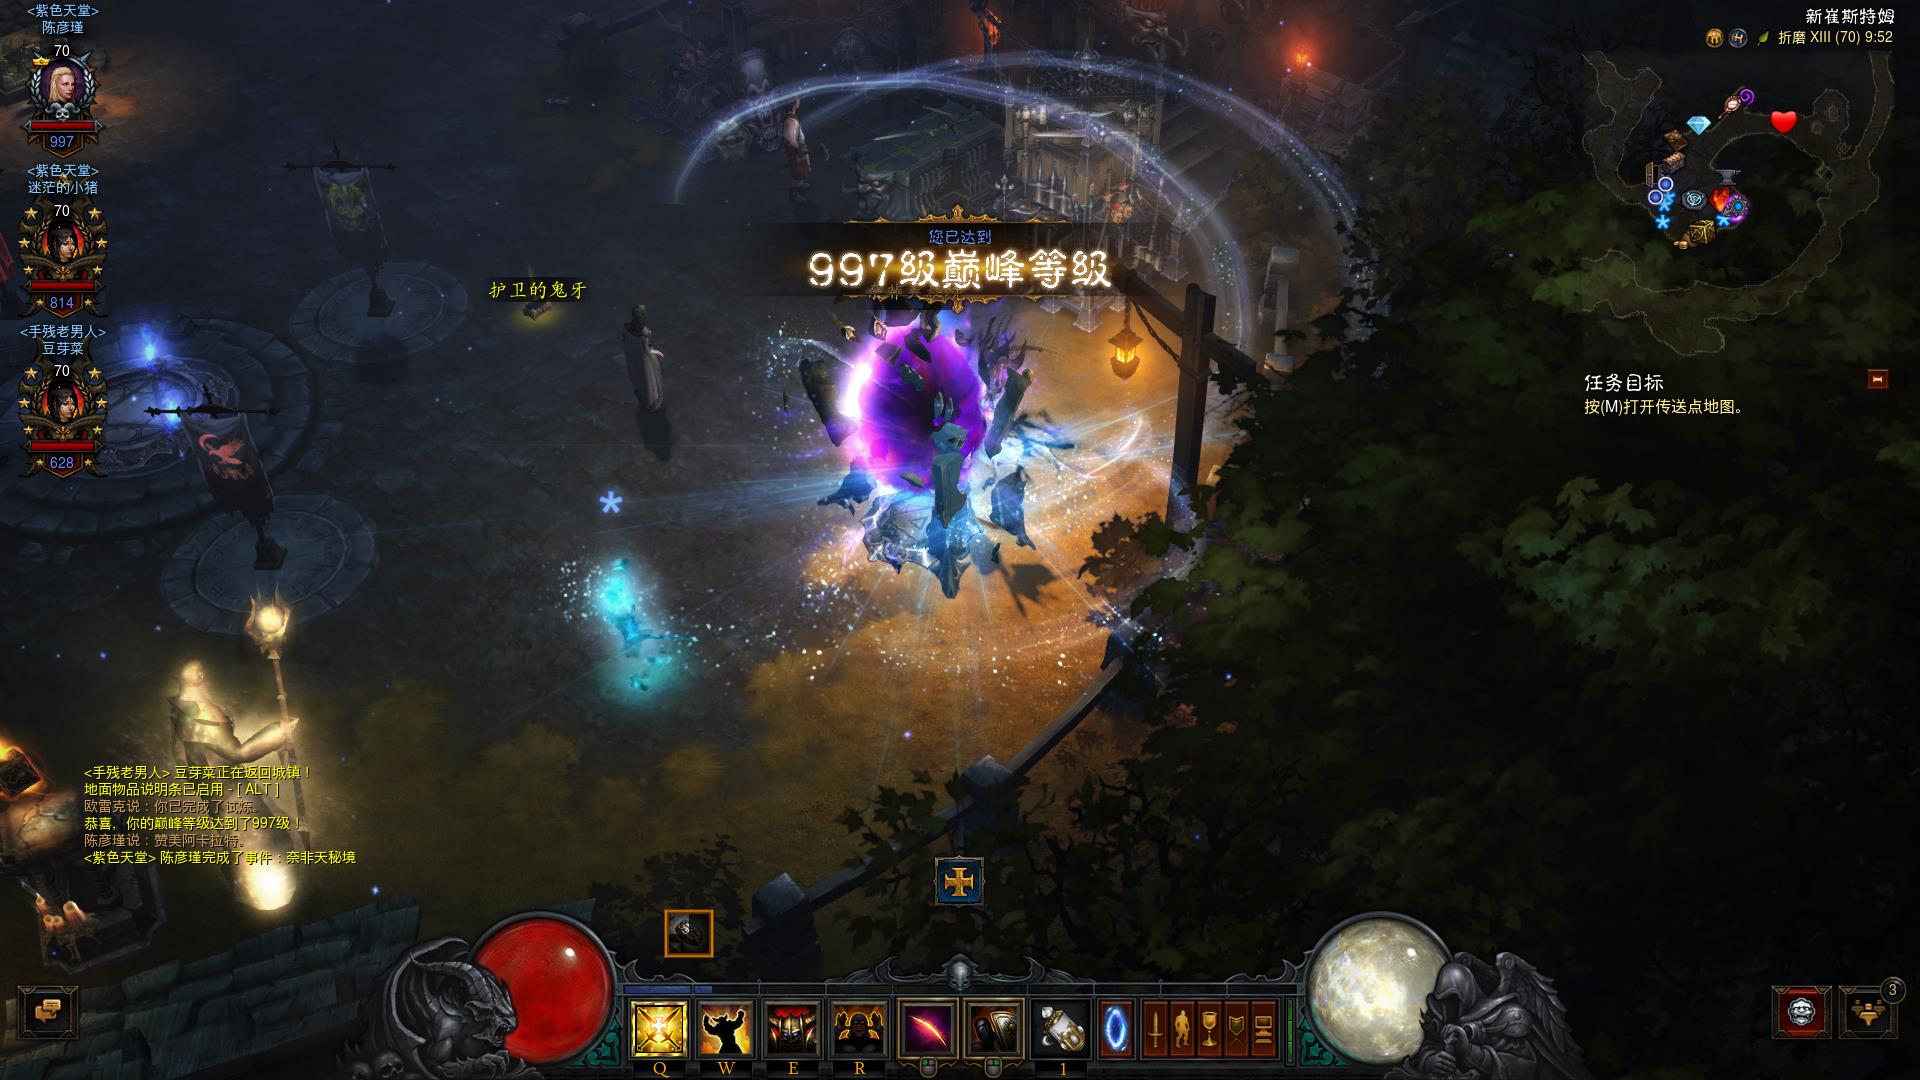 <紫色天堂>
陈彦瑾
70
997
<紫色天堂>
迷茫的小猪
70
814
<手残老男人>
豆芽菜
70
628
新崔斯特姆
折磨 XIII (70) 9:52
您已达到
997级巅峰等级
护卫的鬼牙
任务目标
按(M)打开传送点地图。
<手残老男人> 豆芽菜正在返回城镇！
地面物品说明条已启用 - [ ALT ]
欧雷克说：你已完成了试炼。
恭喜，你的巅峰等级达到了997级！
陈彦瑾说：赞美阿卡拉特。
<紫色天堂> 陈彦瑾完成了事件：奈非天秘境
3
Q W E R 1